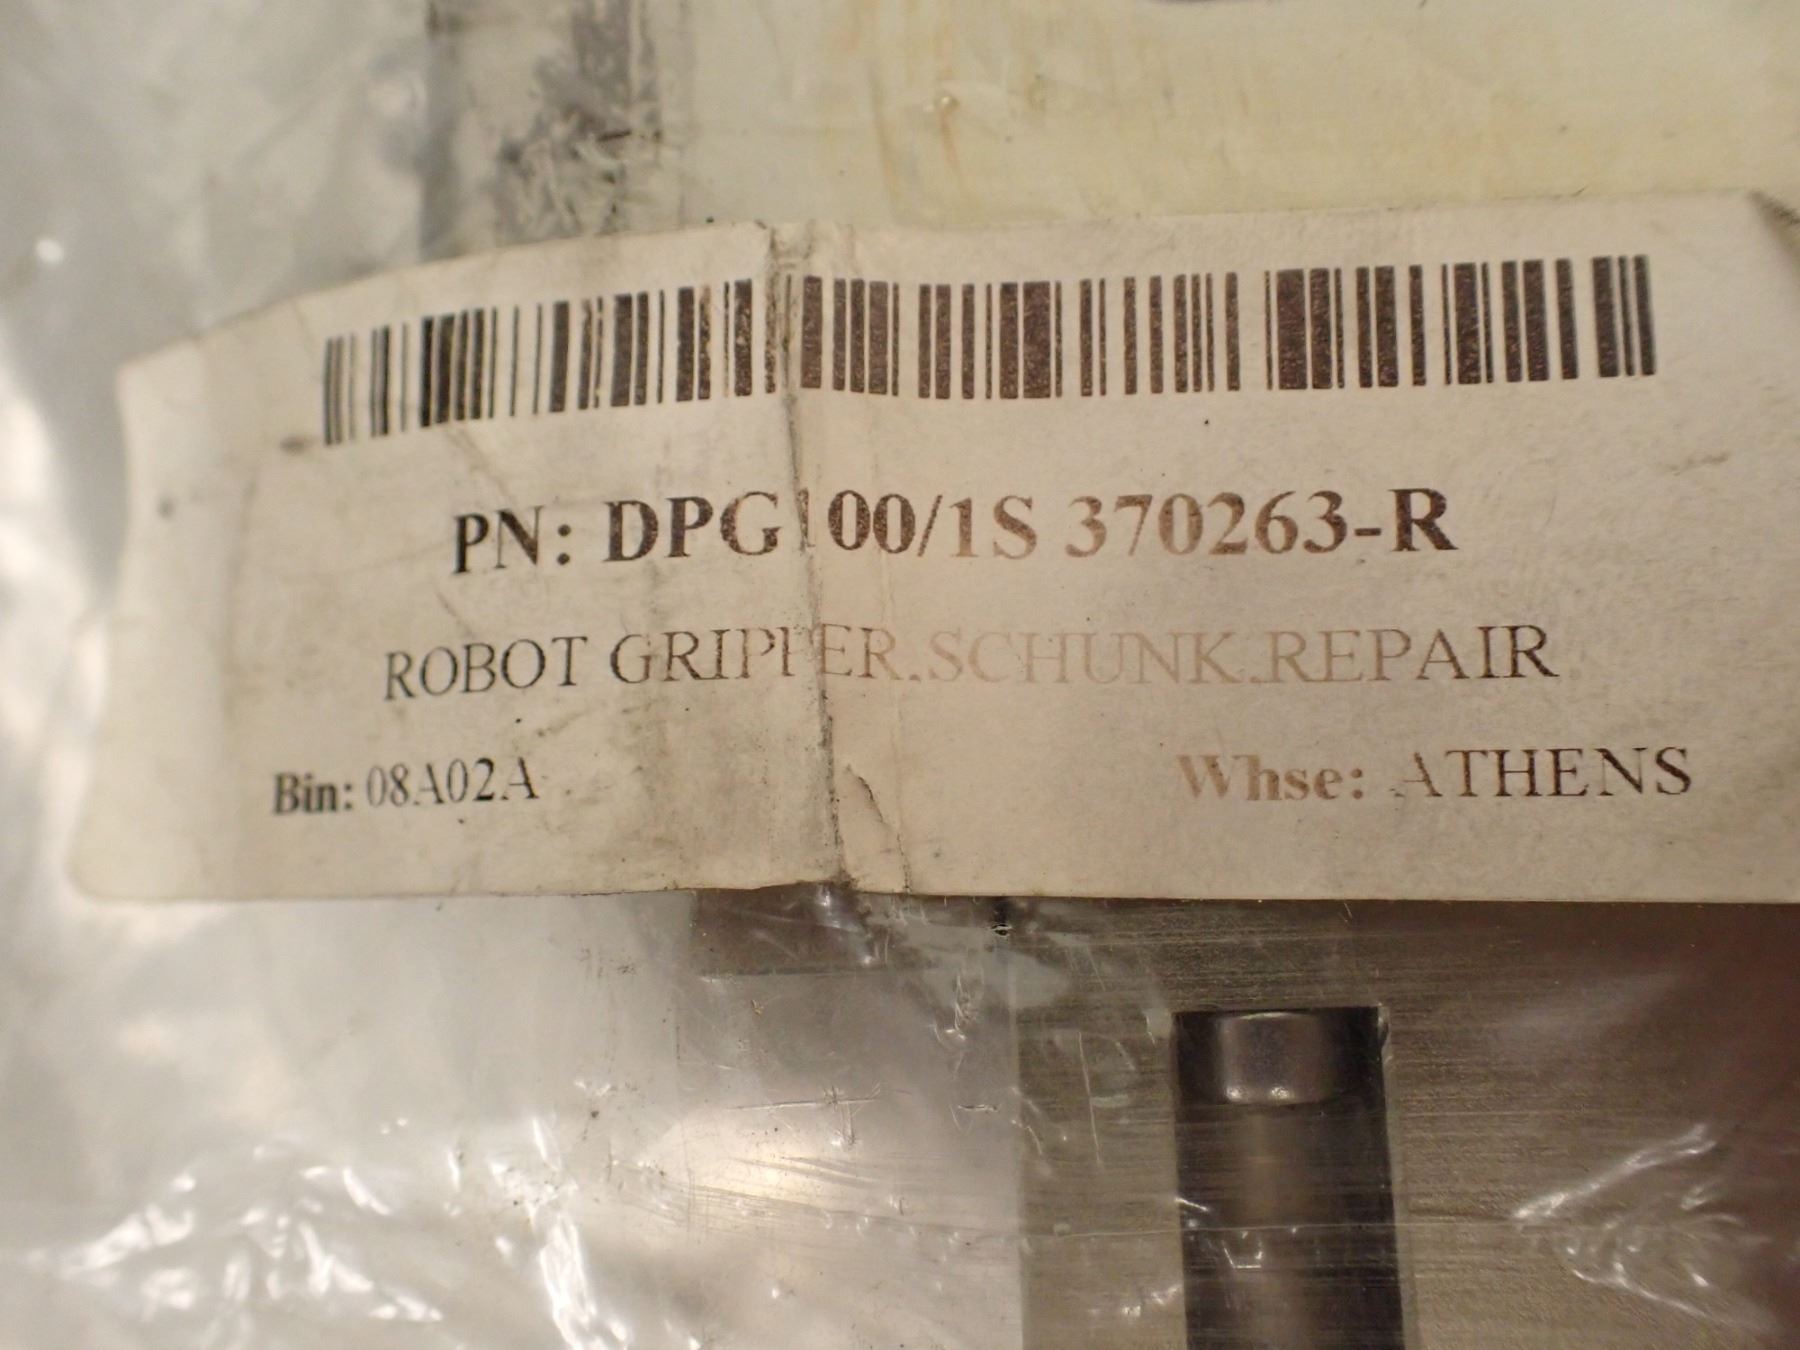 PN: DPG100/1S 370263-R
ROBOT GRIPPER,SCHUNK,REPAIR
Bin: 08A02A
Whse: ATHENS